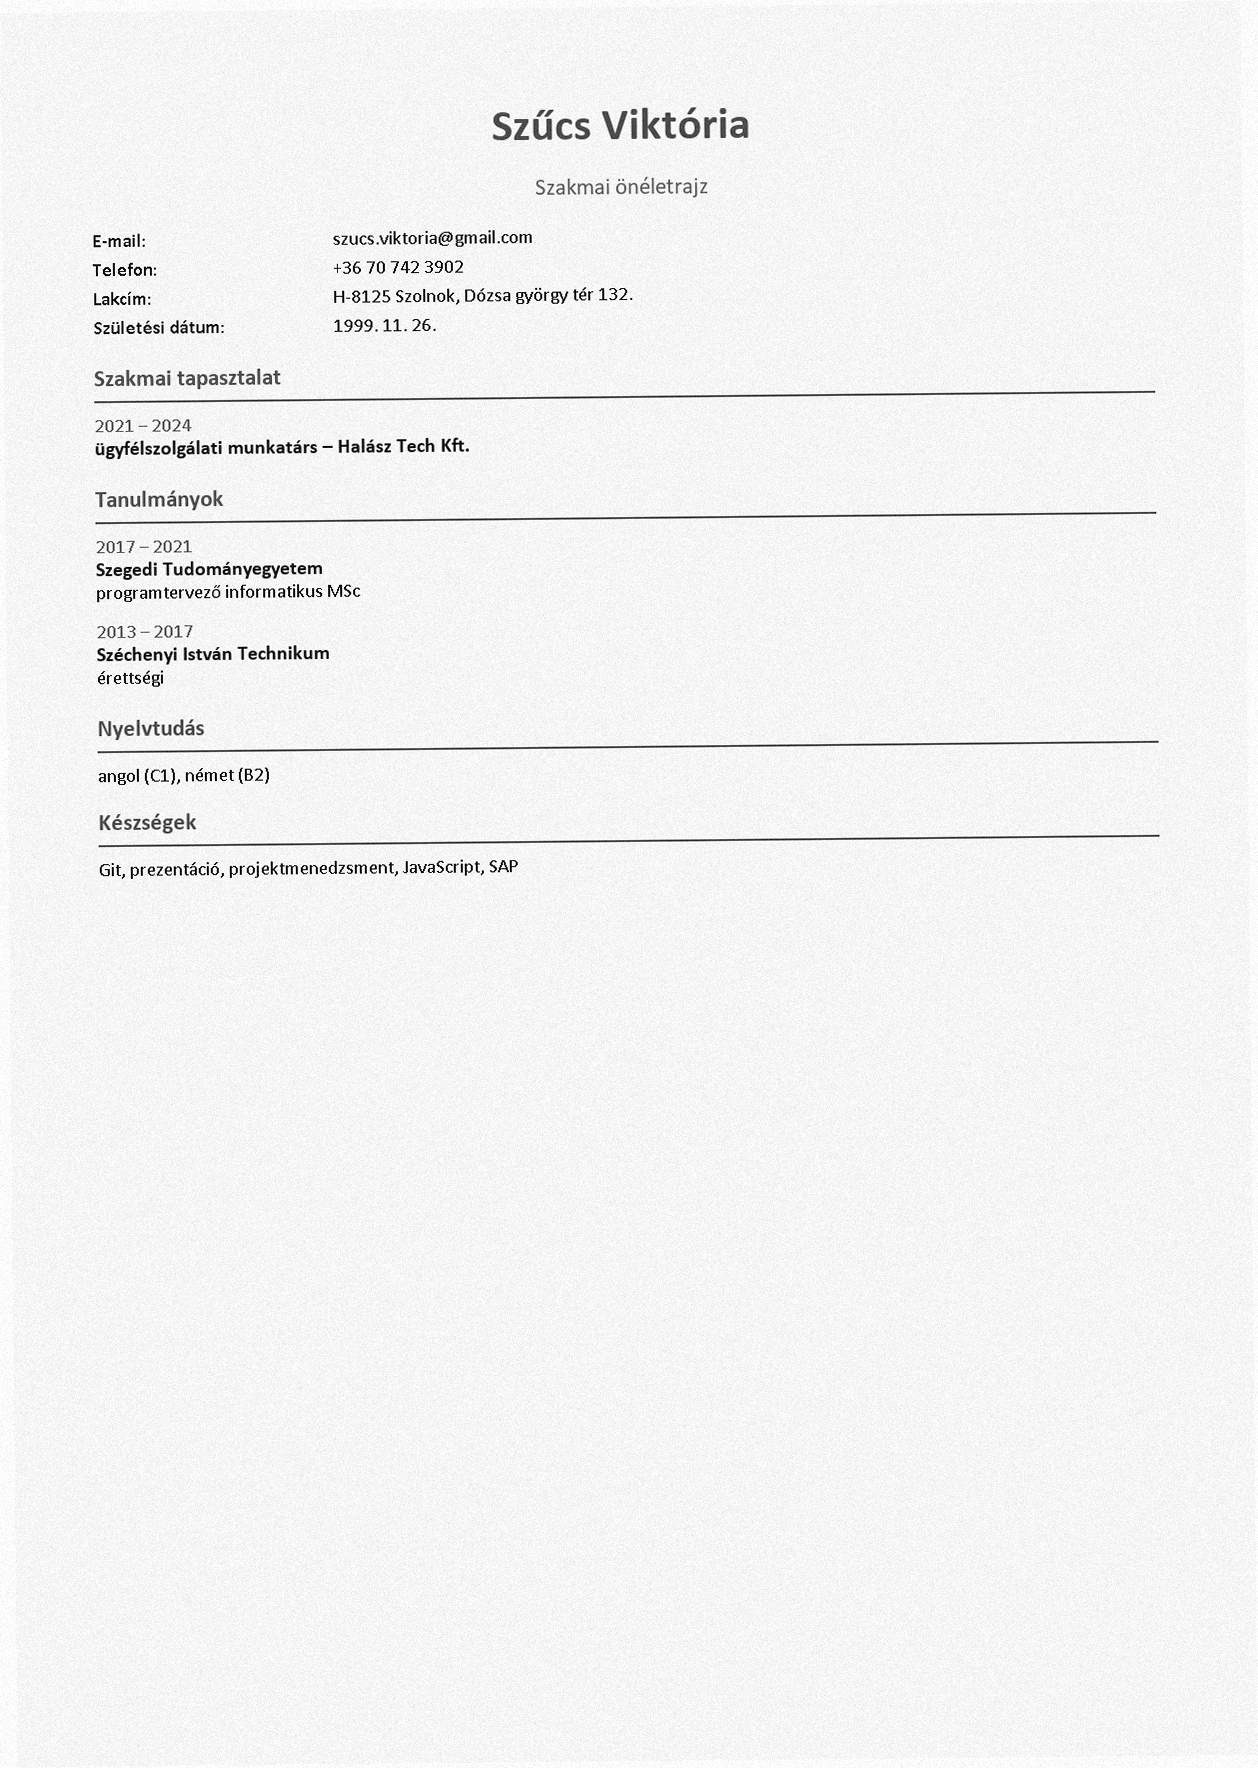 Szűcs Viktória
Szakmai önéletrajz
E-mail: szucs.viktoria@gmail.com
Telefon: +36 70 742 3902
Lakcím: H-8125 Szolnok, Dózsa györgy tér 132.
Születési dátum: 1999. 11. 26.
Szakmai tapasztalat
2021 – 2024
ügyfélszolgálati munkatárs – Halász Tech Kft.
Tanulmányok
2017 – 2021
Szegedi Tudományegyetem
programtervező informatikus MSc
2013 – 2017
Széchenyi István Technikum
érettségi
Nyelvtudás
angol (C1), német (B2)
Készségek
Git, prezentáció, projektmenedzsment, JavaScript, SAP